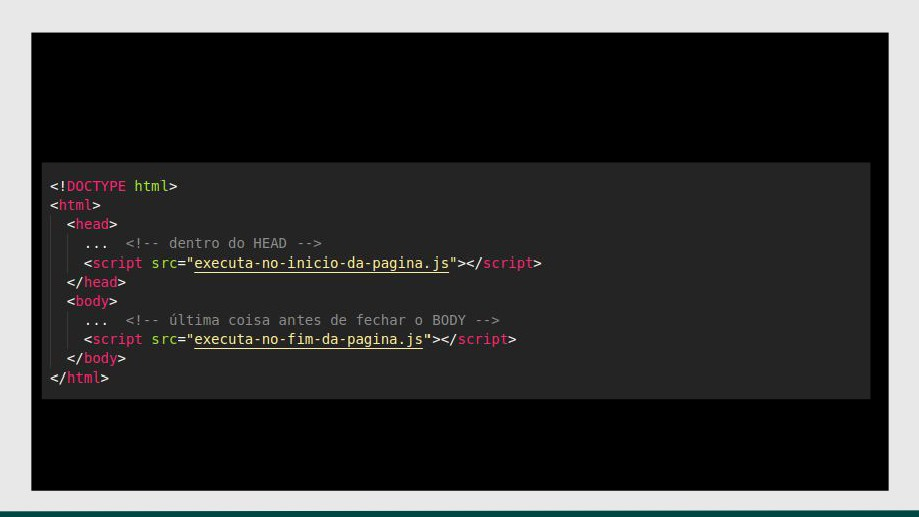 <!DOCTYPE html>
<html>
<head>
... <!-- dentro do HEAD -->
<script src="executa-no-inicio-da-pagina.js"></script>
</head>
<body>
... <!-- última coisa antes de fechar o BODY -->
<script src="executa-no-fim-da-pagina.js"></script>
</body>
</html>